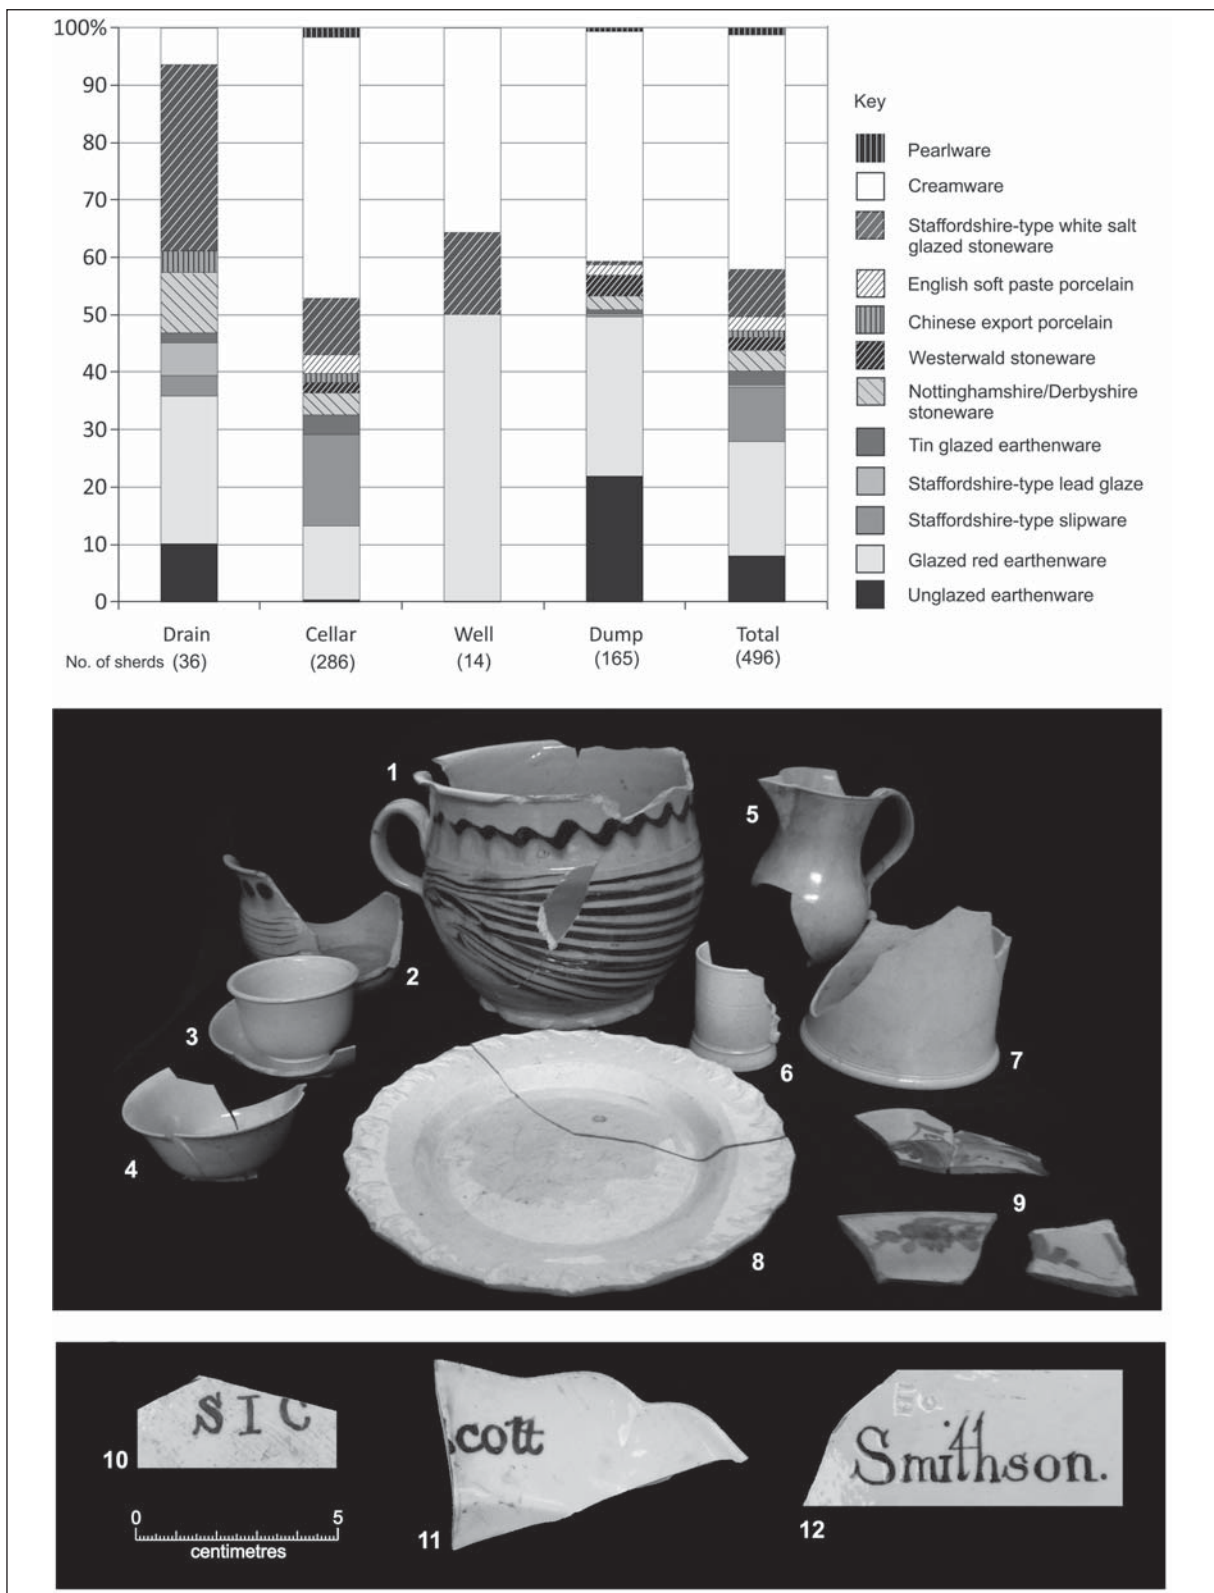 100%
90
80
70
60
50
40
30
20
10
0
Drain
Cellar
Well
Dump
Total
No. of sherds (36)
(286)
(14)
(165)
(496)
Key
Pearlware
Creamware
Staffordshire-type white salt
glazed stoneware
English soft paste porcelain
Chinese export porcelain
Westerwald stoneware
Nottinghamshire/Derbyshire
stoneware
Tin glazed earthenware
Staffordshire-type lead glaze
Staffordshire-type slipware
Glazed red earthenware
Unglazed earthenware
1
5
2
3
6
7
4
9
8
S I C
10
0
5
centimetres
cott
11
Smithson.
12